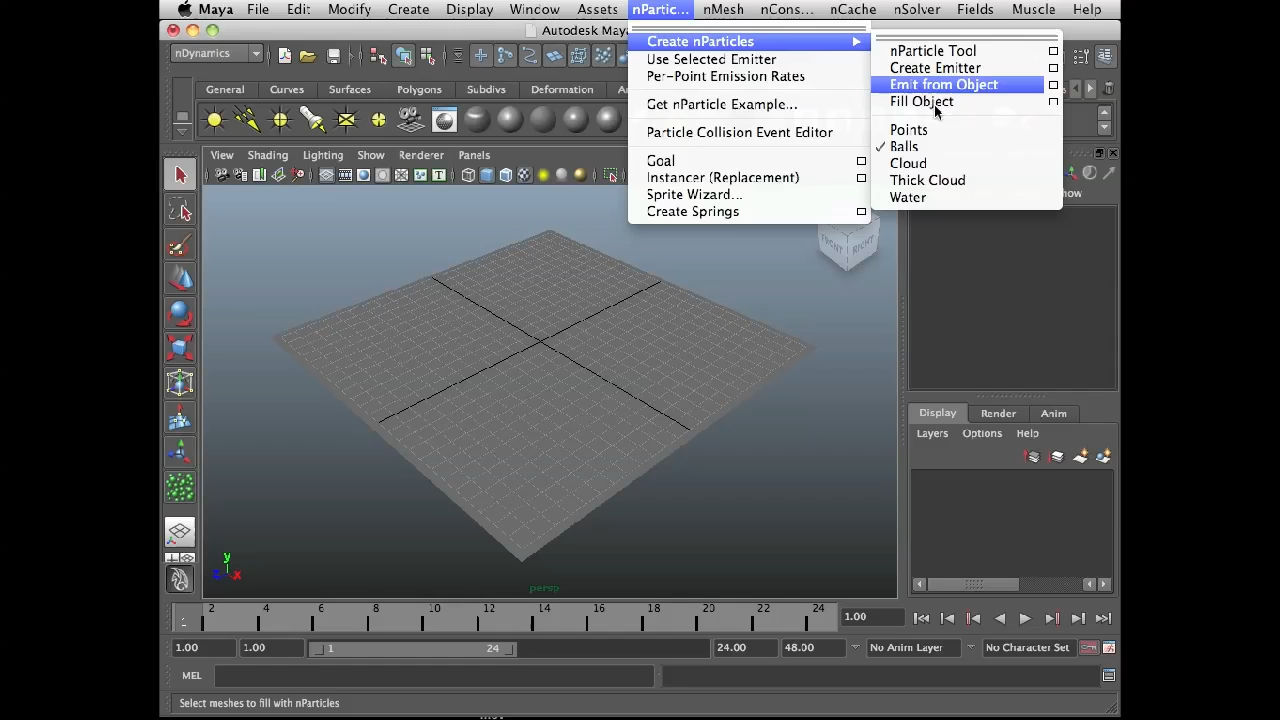 Maya File Edit Modify Create Display Window Assets nPartic... nMesh nCons... nCache nSolver Fields Muscle Help
Autodesk Maya
nDynamics
General Curves Surfaces Polygons Subdivs Deformation
Create nParticles
Use Selected Emitter
Per-Point Emission Rates
Get nParticle Example...
Particle Collision Event Editor
Goal
Instancer (Replacement)
Sprite Wizard...
Create Springs
nParticle Tool
Create Emitter
Emit from Object
Fill Object
Points
✓ Balls
Cloud
Thick Cloud
Water
View Shading Lighting Show Renderer Panels
FRONT RIGHT
y
z x
persp
Display Render Anim
Layers Options Help
2 4 6 8 10 12 14 16 18 20 22 24
1.00
1.00 1.00 1 24 24.00 48.00 No Anim Layer No Character Set
MEL
Select meshes to fill with nParticles